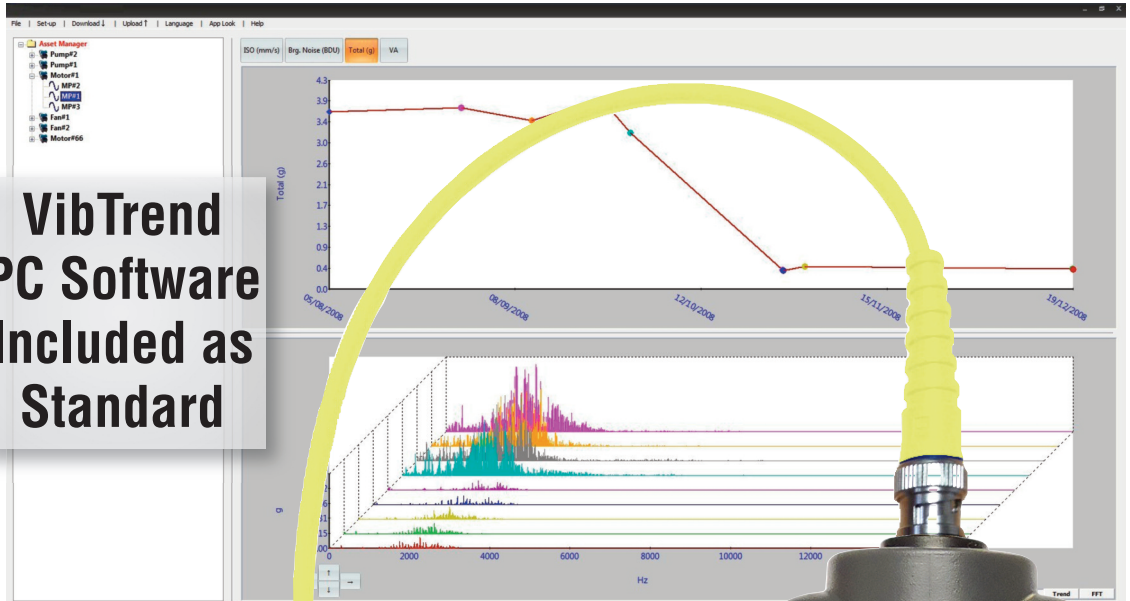 File | Set-up | Download ↓ | Upload ↑ | Language | App Look | Help
Asset Manager
Pump#2
Pump#1
Motor#1
MP#2
MP#1
MP#3
Fan#1
Fan#2
Motor#66
ISO (mm/s) Brg. Noise (BDU) Total (g) VA
4.3
3.9
3.4
3.0
2.6
2.1
1.7
1.3
0.9
0.4
0.0
Total (g)
05/08/2008 08/09/2008 12/10/2008 15/11/2008 19/12/2008
VibTrend
PC Software
Included as
Standard
g
0 2000 4000 6000 8000 10000 12000
Hz
↑
↓ →
Trend FFT